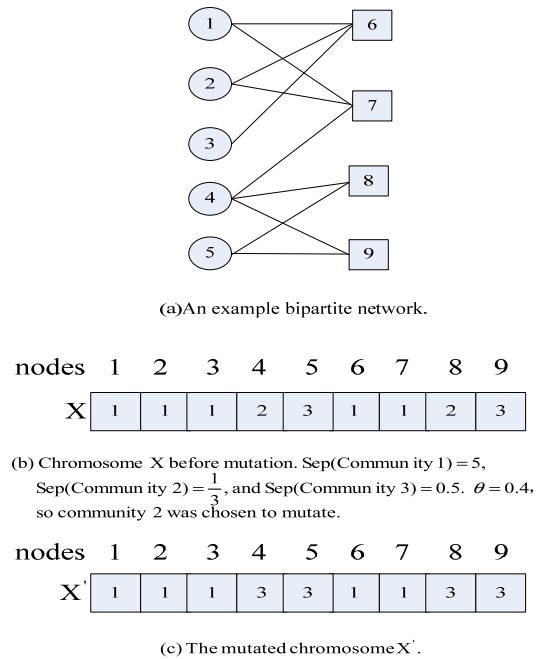 1
6
2
7
3
4
8
5
9
(a)An example bipartite network.
nodes 1 2 3 4 5 6 7 8 9
X 1 1 1 2 3 1 1 2 3
(b) Chromosome X before mutation. Sep(Commun ity 1) = 5,
Sep(Commun ity 2) = 1/3, and Sep(Commun ity 3) = 0.5. θ = 0.4,
so community 2 was chosen to mutate.
nodes 1 2 3 4 5 6 7 8 9
X' 1 1 1 3 3 1 1 3 3
(c) The mutated chromosome X'.